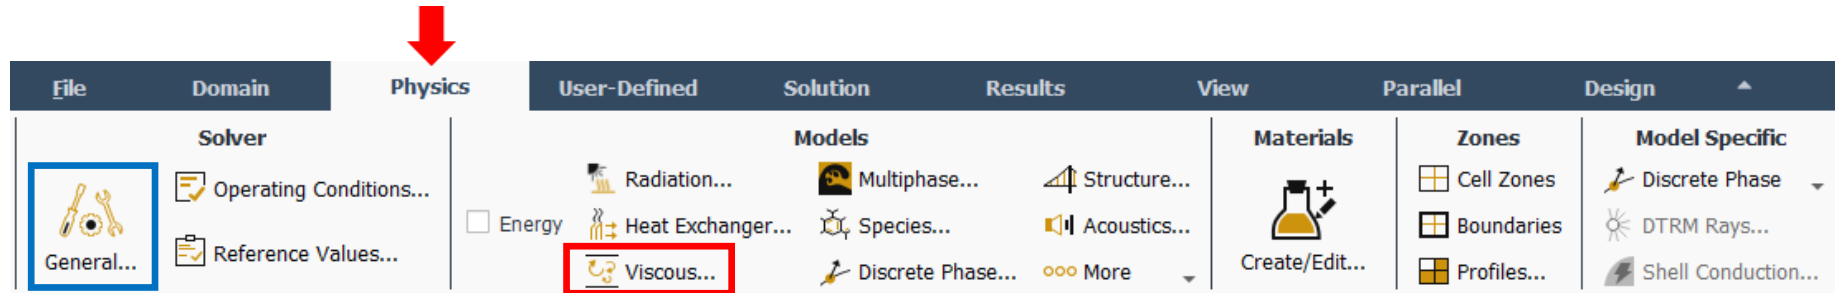 File Domain Physics User-Defined Solution Results View Parallel Design
Solver
General...
Operating Conditions...
Reference Values...
Models
Energy
Radiation...
Heat Exchanger...
Viscous...
Multiphase...
Species...
Discrete Phase...
Structure...
Acoustics...
More
Materials
Create/Edit...
Zones
Cell Zones
Boundaries
Profiles...
Model Specific
Discrete Phase
DTRM Rays...
Shell Conduction...